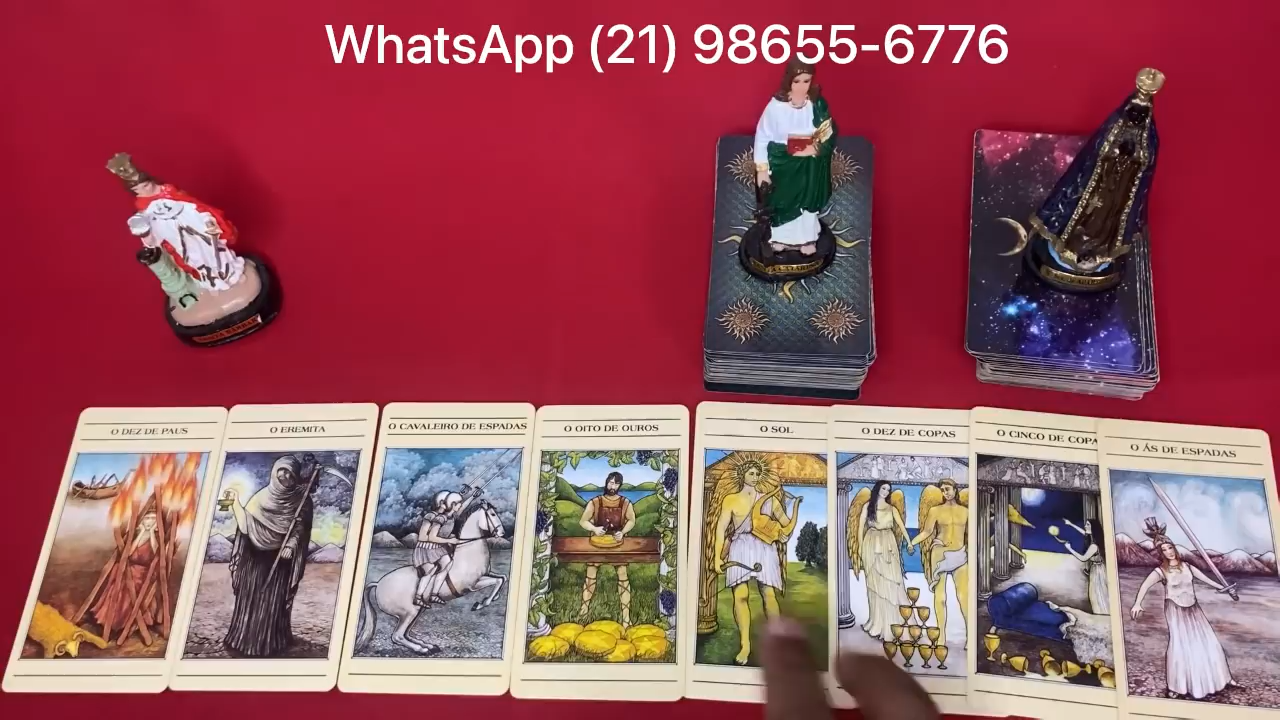 WhatsApp (21) 98655-6776
O DEZ DE PAUS
O EREMITA
O CAVALEIRO DE ESPADAS
O OITO DE OUROS
O SOL
O DEZ DE COPAS
O CINCO DE COPA
O ÁS DE ESPADAS